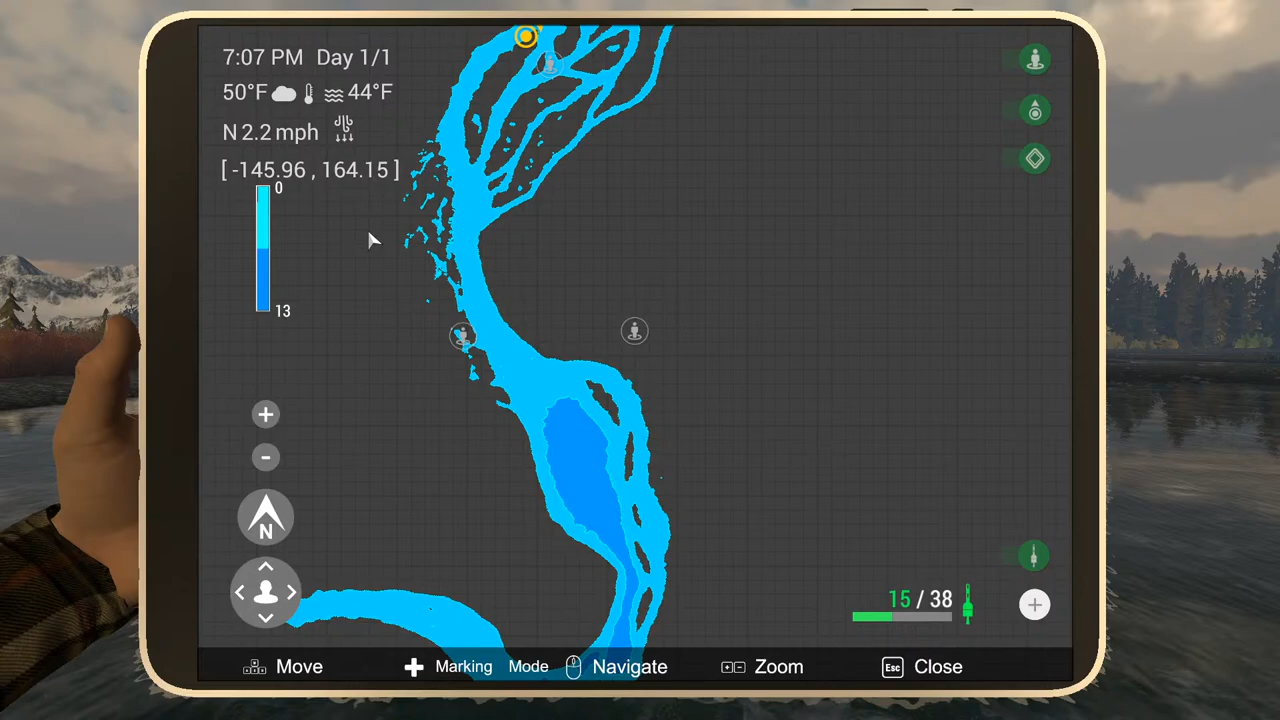 7:07 PM Day 1/1
50°F 44°F
N 2.2 mph
[ -145.96 , 164.15 ]
0
13
+
-
N
15 / 38
Move
Marking Mode
Navigate
Zoom
Esc Close